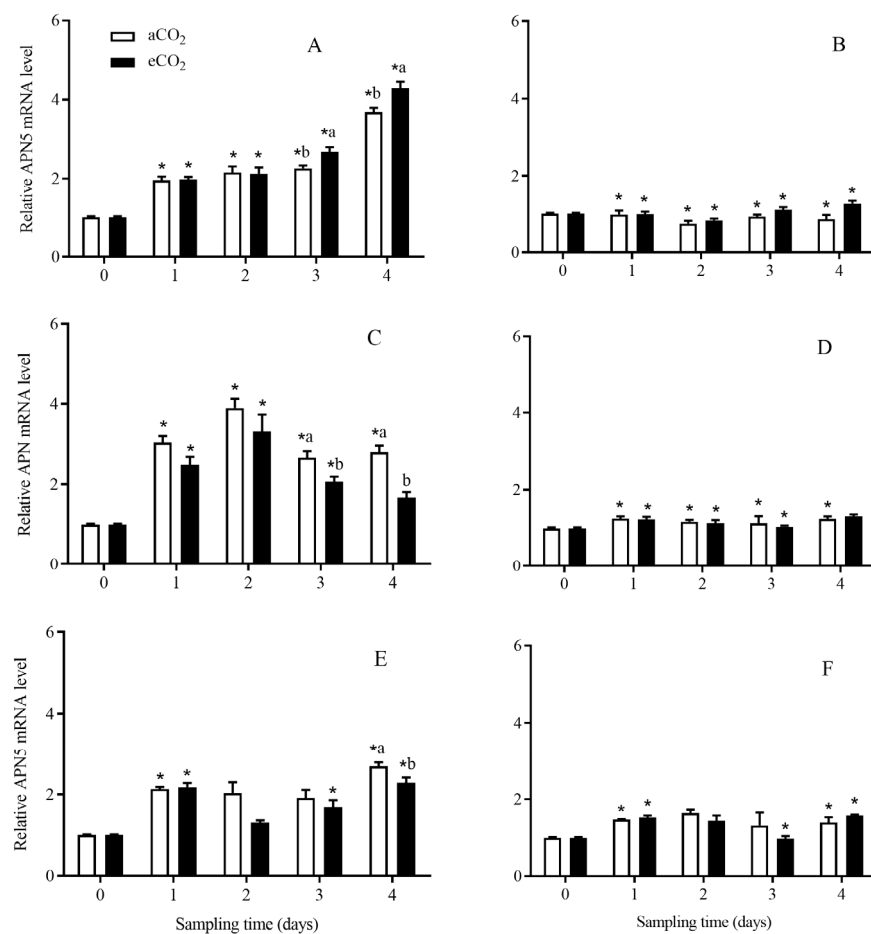 A
aCO2
eCO2
Relative APN5 mRNA level
6
4
2
0
* * * * *b *a *b *a
0 1 2 3 4
B
6
4
2
0
* * * * * * * *
0 1 2 3 4
C
Relative APN mRNA level
6
4
2
0
* * * * *a *b *a b
0 1 2 3 4
D
6
4
2
0
* * * * * * *
0 1 2 3 4
E
Relative APN5 mRNA level
6
4
2
0
* * * *a *b
0 1 2 3 4
Sampling time (days)
F
6
4
2
0
* * * * *
0 1 2 3 4
Sampling time (days)